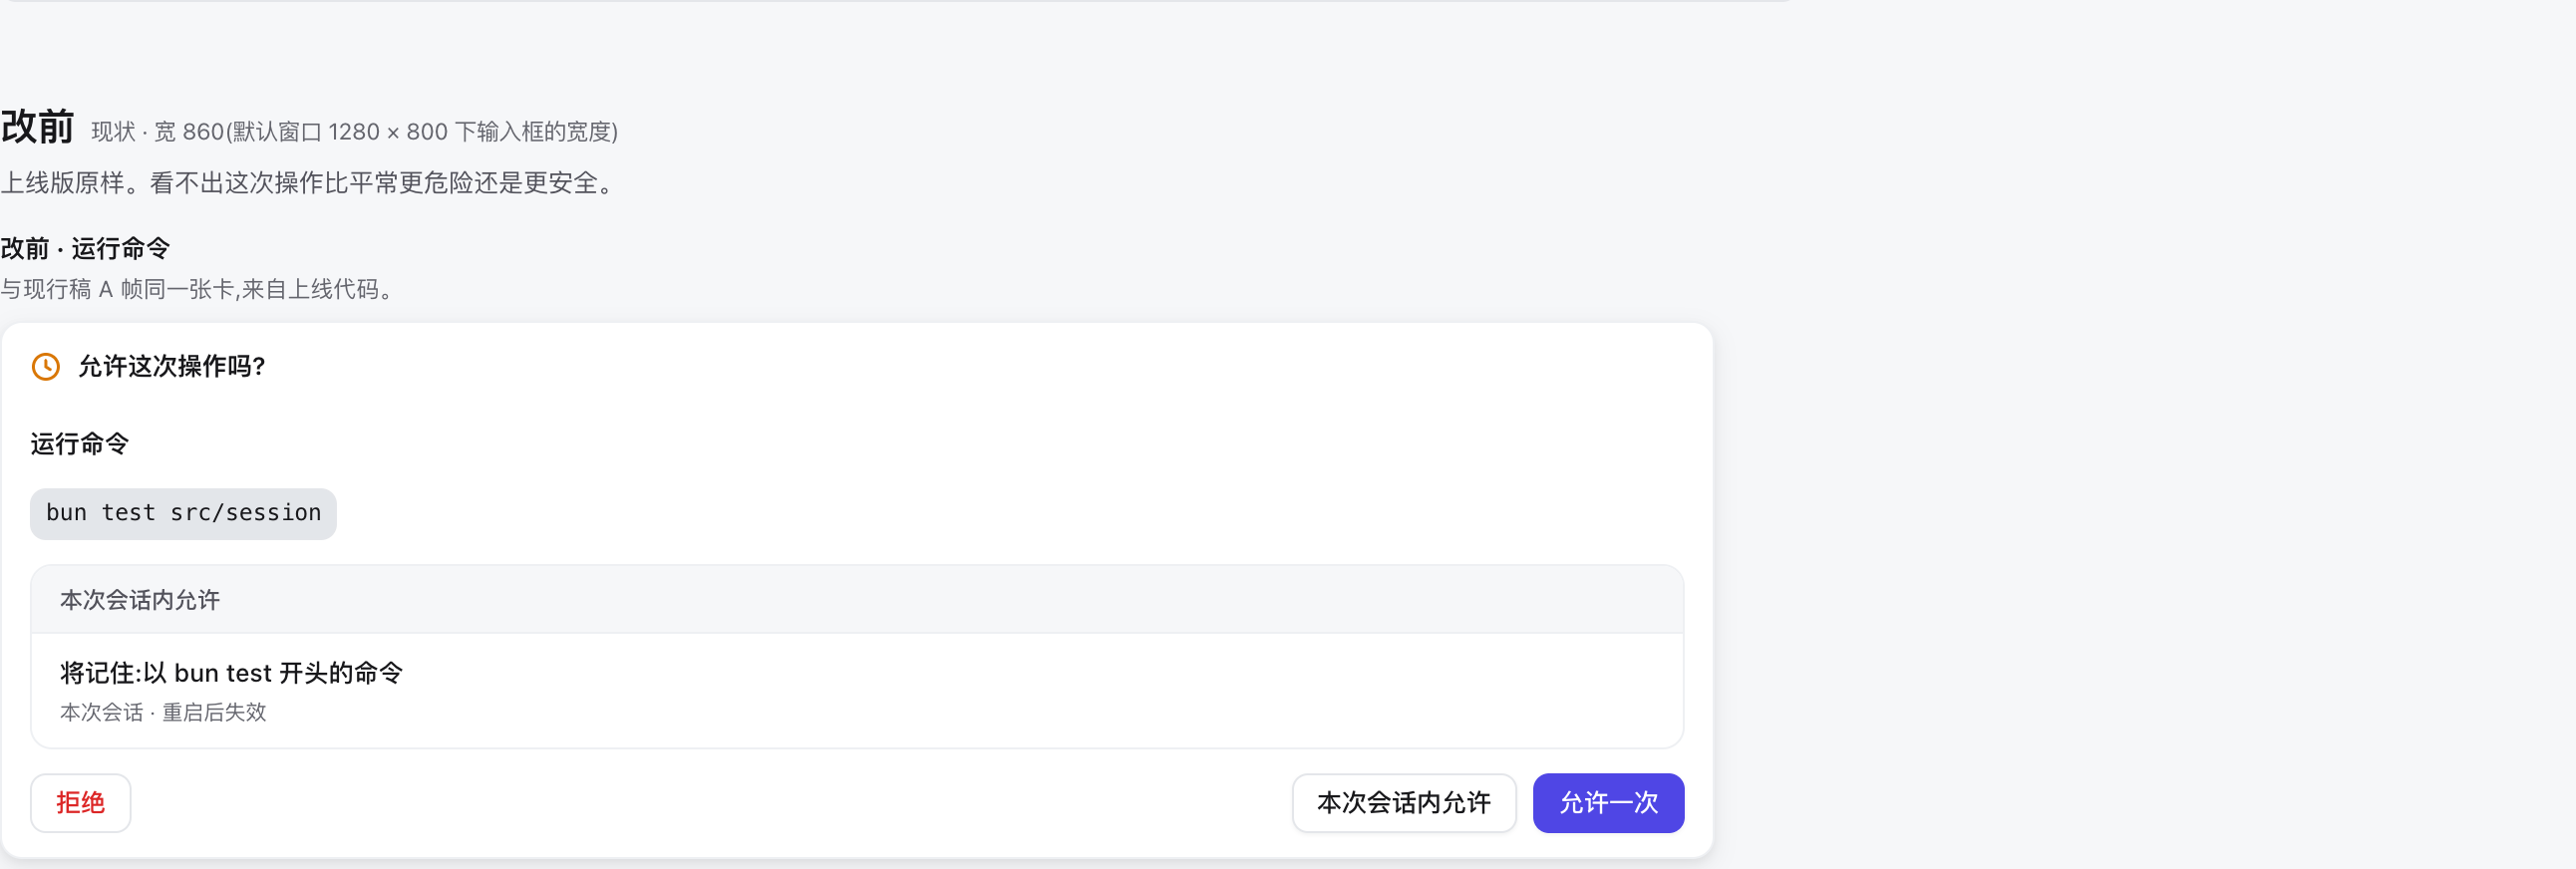 改前 现状 · 宽 860(默认窗口 1280 × 800 下输入框的宽度)
上线版原样。看不出这次操作比平常更危险还是更安全。
改前 · 运行命令
与现行稿 A 帧同一张卡,来自上线代码。
允许这次操作吗?
运行命令
bun test src/session
本次会话内允许
将记住:以 bun test 开头的命令
本次会话 · 重启后失效
拒绝 本次会话内允许 允许一次